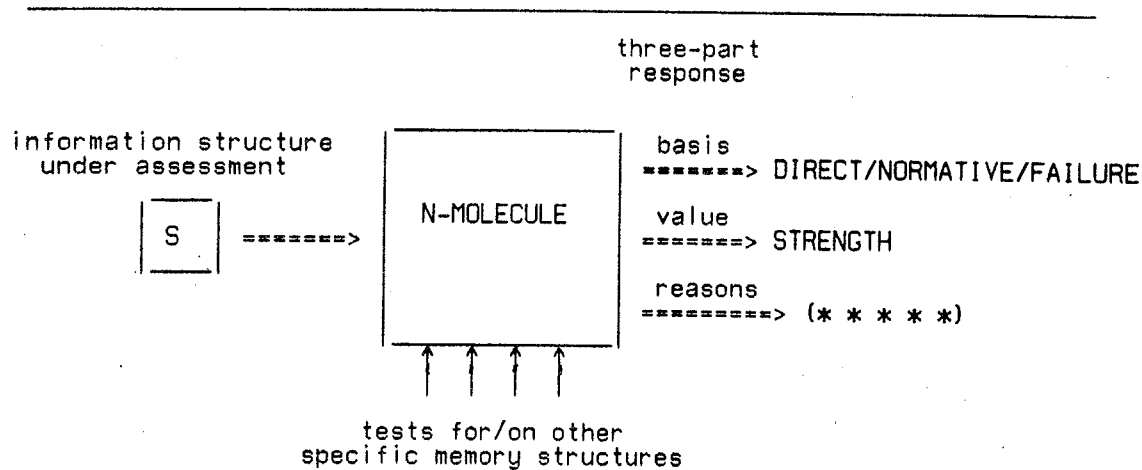 three-part
response
information structure
under assessment
S
=======>
N-MOLECULE
basis
=======> DIRECT/NORMATIVE/FAILURE
value
=======> STRENGTH
reasons
=========> (* * * * *)
tests for/on other
specific memory structures